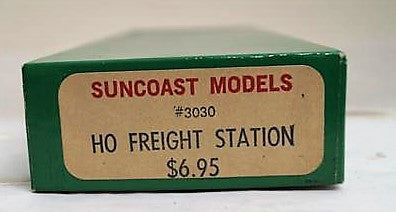 SUNCOAST MODELS
#3030
HO FREIGHT STATION
$6.95